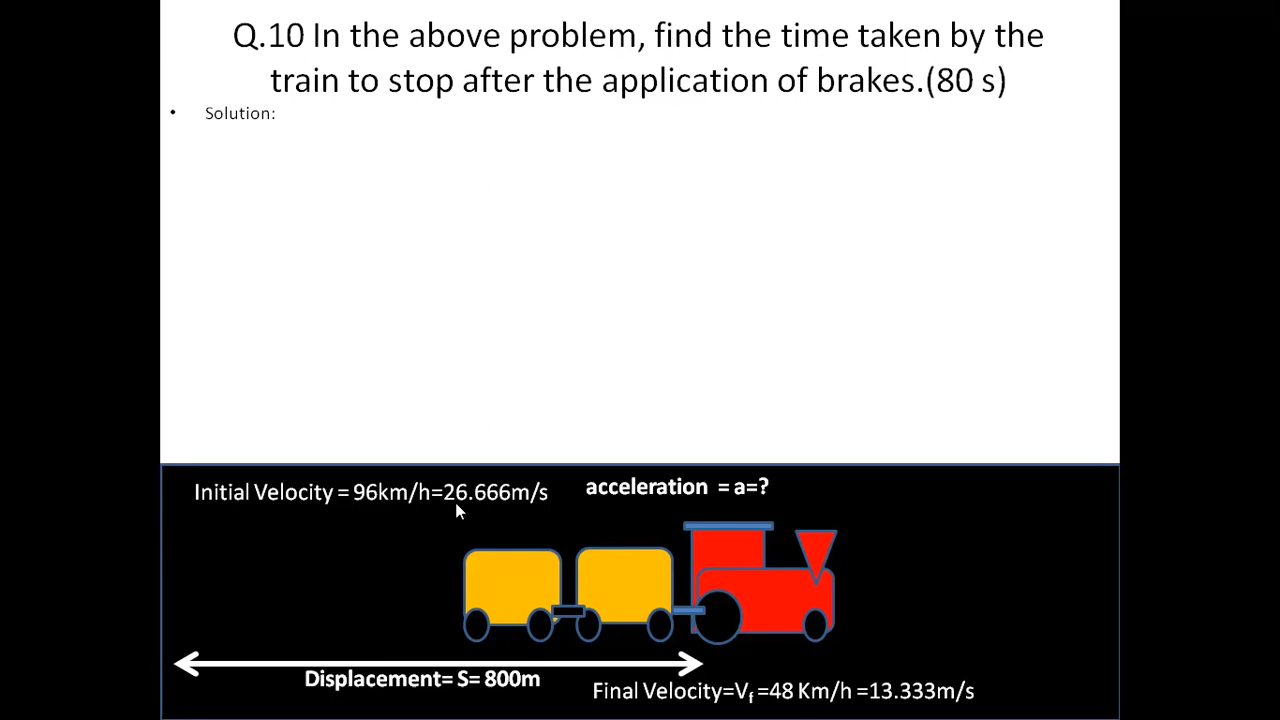 Q.10 In the above problem, find the time taken by the
train to stop after the application of brakes.(80 s)
• Solution:
Initial Velocity = 96km/h=26.666m/s
acceleration = a=?
Displacement= S= 800m
Final Velocity=Vf =48 Km/h =13.333m/s